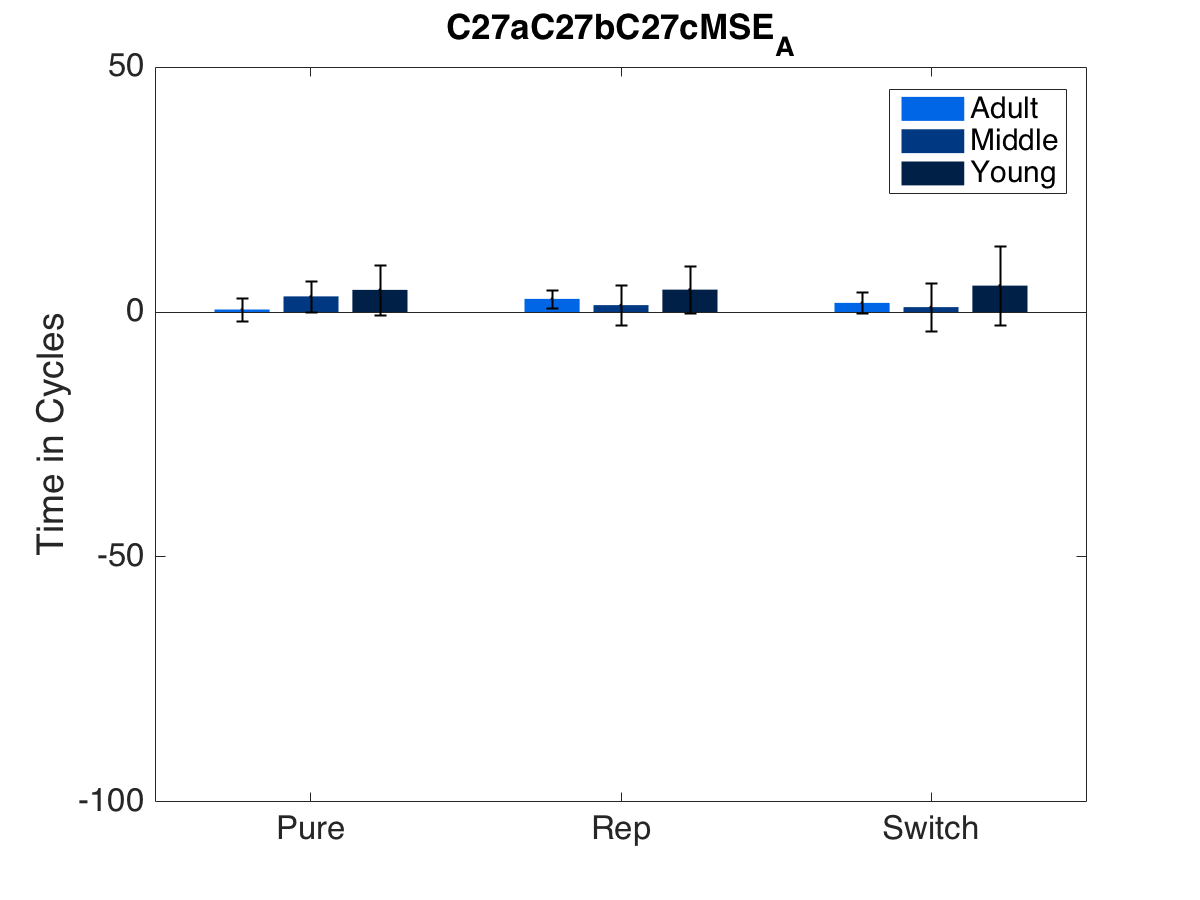 C27aC27bC27cMSE_A
50
0
-50
-100
Time in Cycles
Adult
Middle
Young
Pure
Rep
Switch